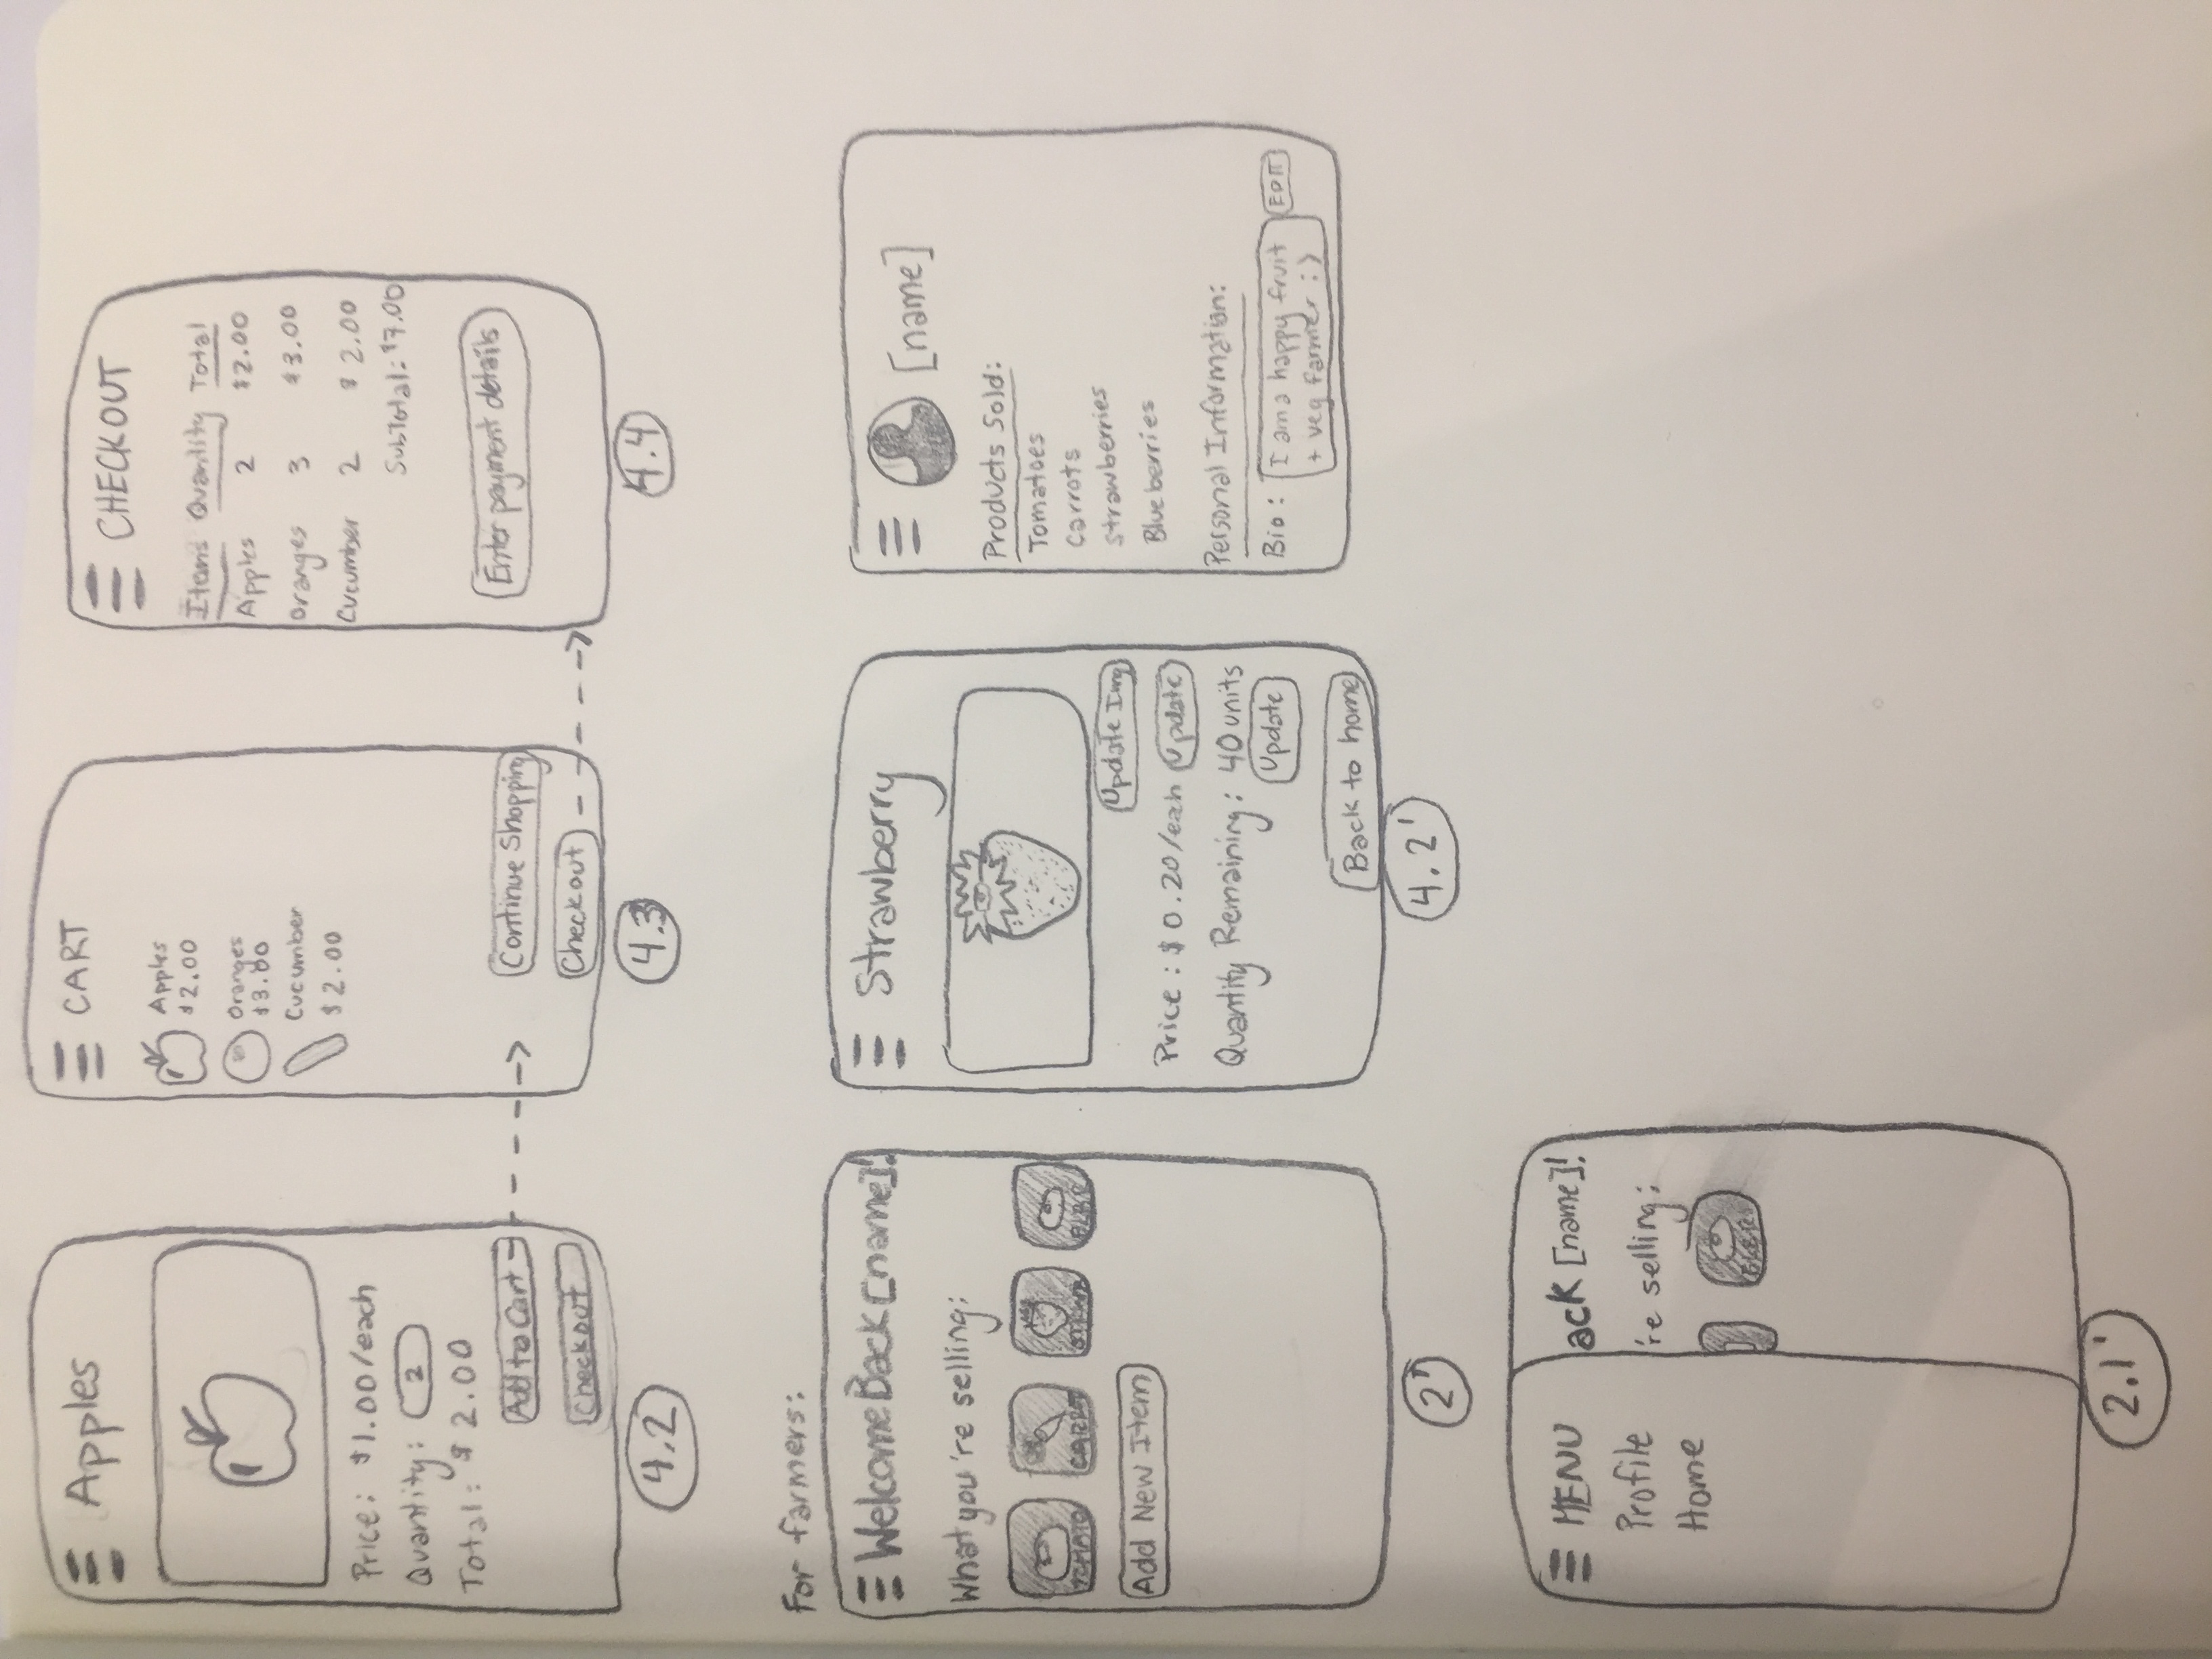 Apples
Price: $1.00/each
Quantity: 2
Total: $2.00
Add to Cart
Checkout
4.2
CART
Apples
$2.00
Oranges
$3.00
Cucumber
$2.00
Continue Shopping
Checkout
4.3
CHECKOUT
Items Quantity Total
Apples 2 $2.00
Oranges 3 $3.00
Cucumber 2 $2.00
SubTotal: $7.00
Enter payment details
4.4
For farmers:
Welcome Back [name]!
What you're selling:
TOMATO CARROT
Add New Item
2'
Strawberry
Update Img
Price: $0.20/each Update
Quantity Remaining: 40 units
Update
Back to home
4.2'
[name]
Products Sold:
Tomatoes
Carrots
Strawberries
Blueberries
Personal Information:
Bio: I am a happy fruit EDIT
+ veg farmer :)
MENU
Profile
Home
ack [name]!
're selling:
2.1'